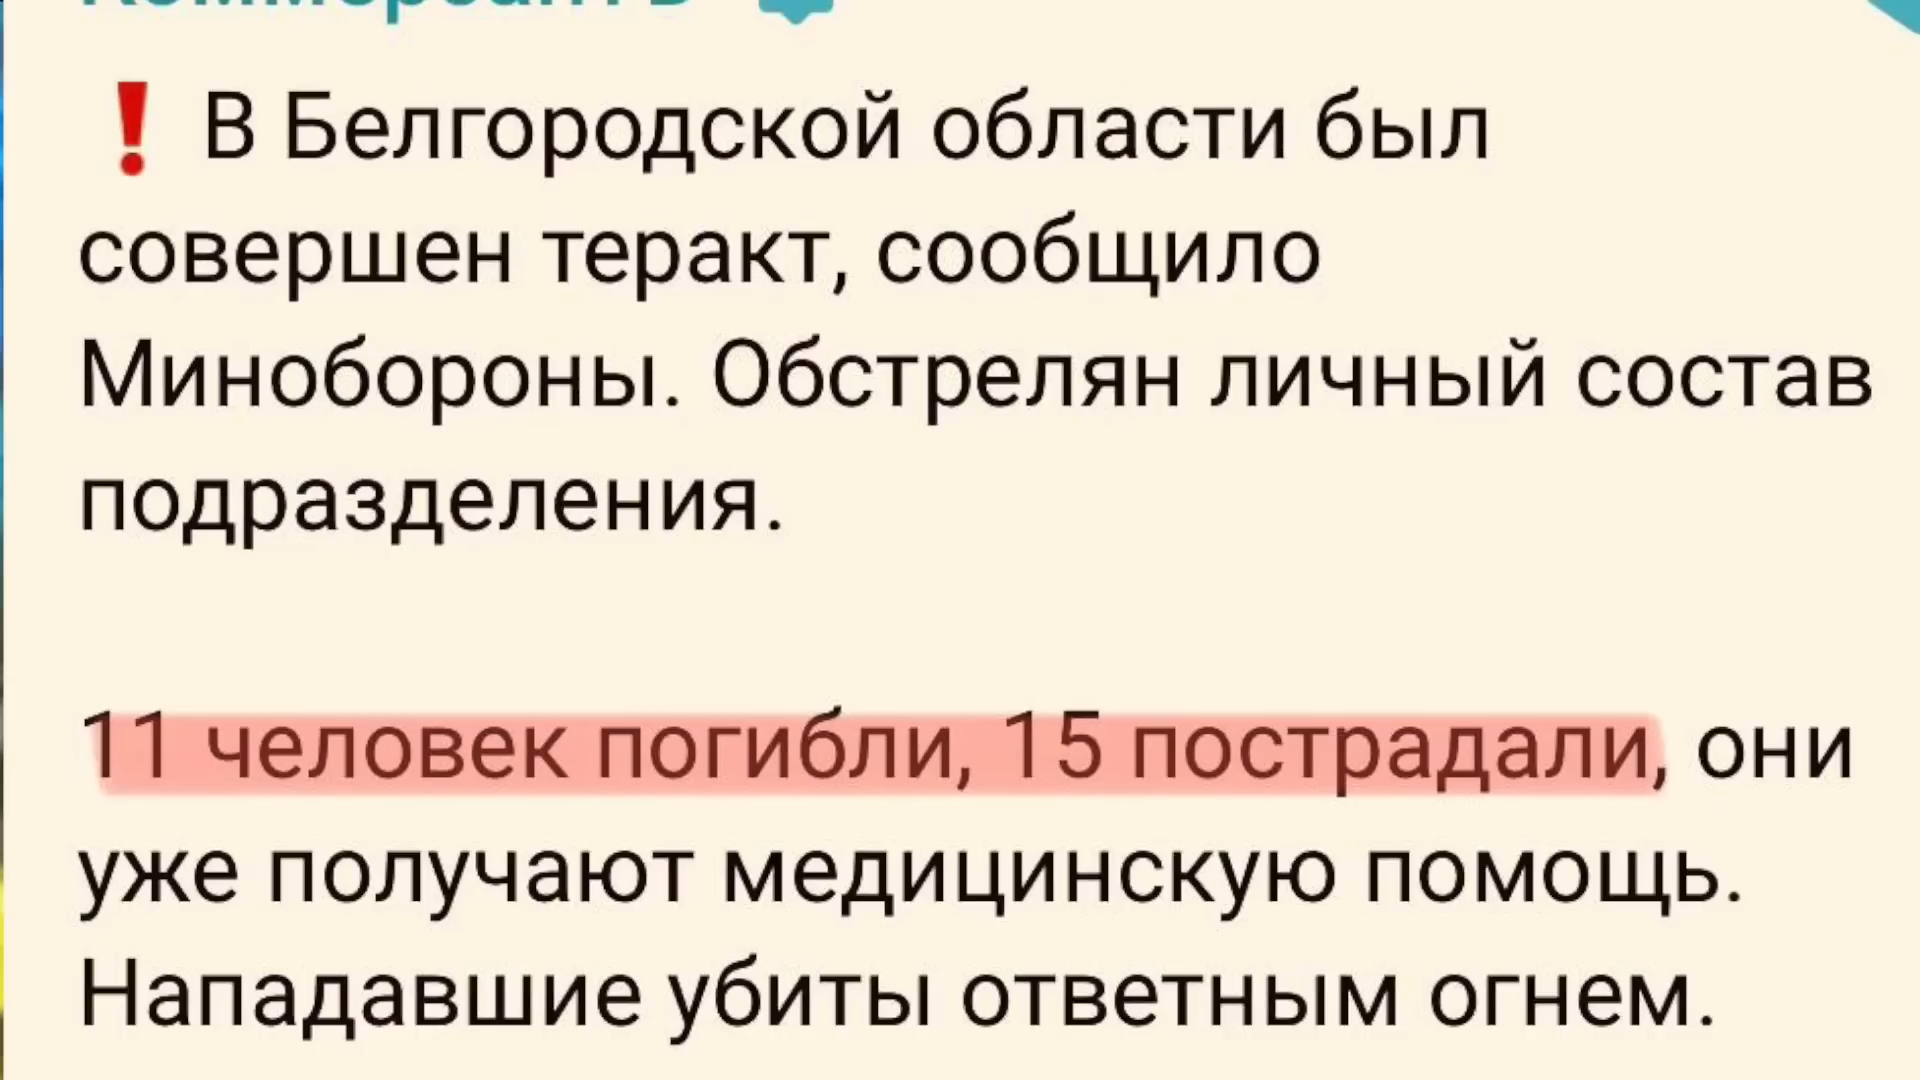 Коммерсантъ
❗ В Белгородской области был
совершен теракт, сообщило
Минобороны. Обстрелян личный состав
подразделения.
11 человек погибли, 15 пострадали, они
уже получают медицинскую помощь.
Нападавшие убиты ответным огнем.